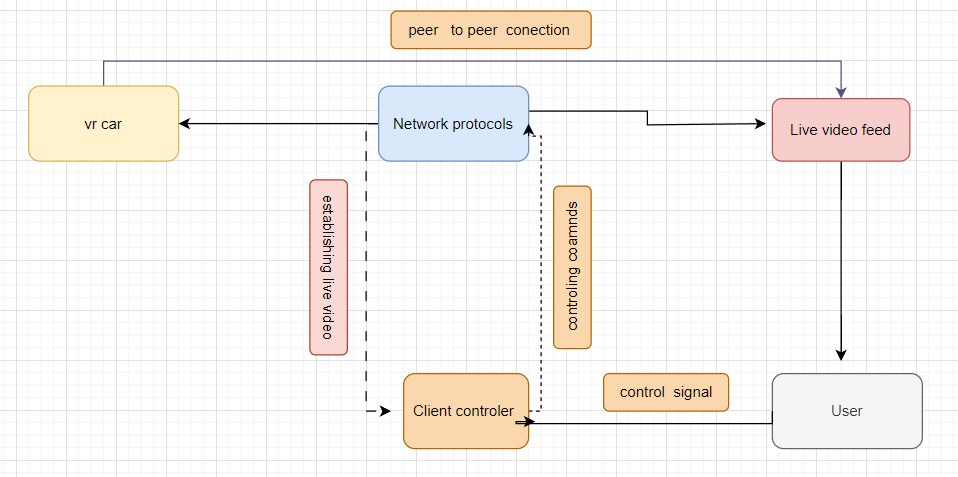 peer to peer conection
vr car
Network protocols
Live video feed
establishing live video
controling coamnds
Client controler
control signal
User